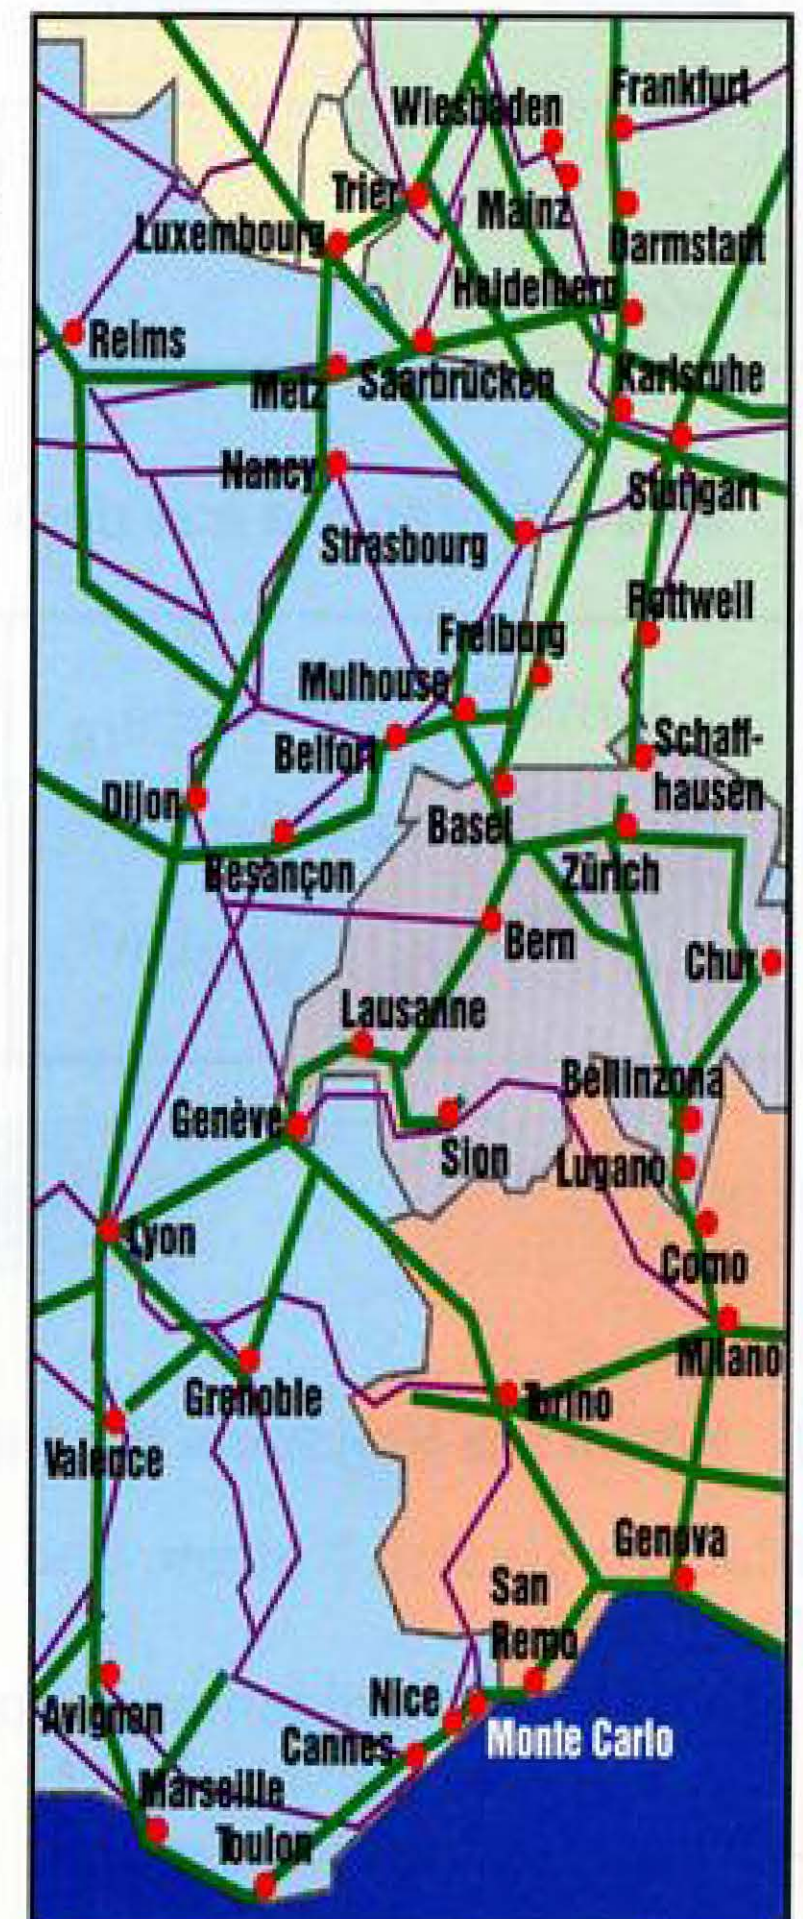 Frankfurt
Wiesbaden
Trier
Mainz
Luxembourg
Darmstadt
Heidelberg
Reims
Metz
Saarbrücken
Karlsruhe
Nancy
Stuttgart
Strasbourg
Rottweil
Freiburg
Mulhouse
Belfort
Schaff-
hausen
Dijon
Basel
Besançon
Zürich
Bern
Chur
Lausanne
Bellinzona
Genève
Sion
Lugano
Lyon
Como
Milano
Grenoble
Torino
Valence
Genova
San
Remo
Nice
Avignon
Cannes
Monte Carlo
Marseille
Toulon